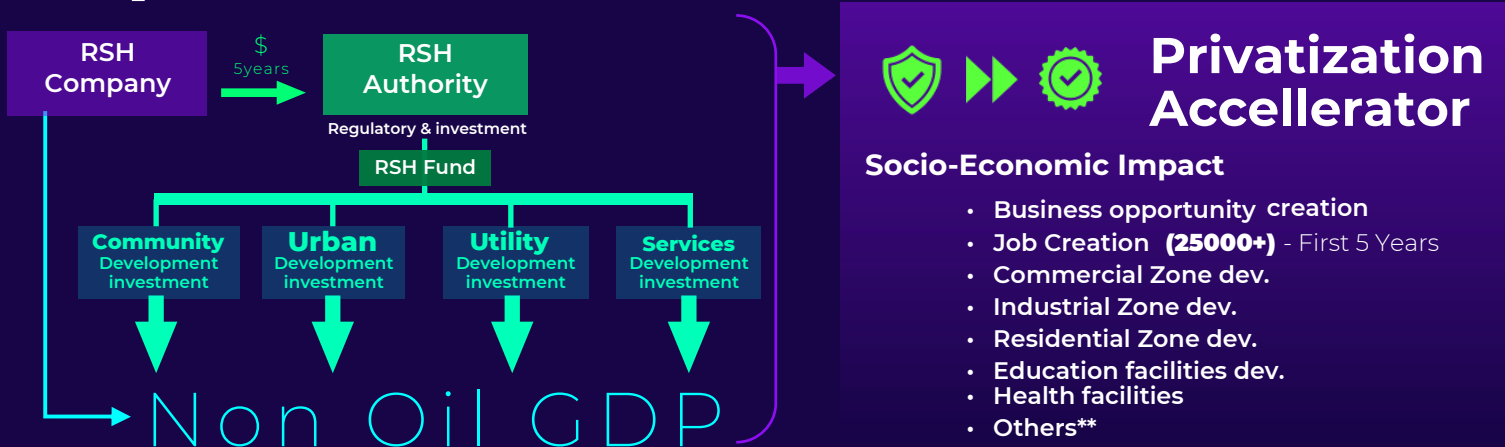 RSH
Company
$
5years
RSH
Authority
Regulatory & investment
RSH Fund
Community
Development
investment
Urban
Development
investment
Utility
Development
investment
Services
Development
investment
Non Oil GDP
Privatization
Accellerator
Socio-Economic Impact
• Business opportunity creation
• Job Creation (25000+) - First 5 Years
• Commercial Zone dev.
• Industrial Zone dev.
• Residential Zone dev.
• Education facilities dev.
• Health facilities
• Others**